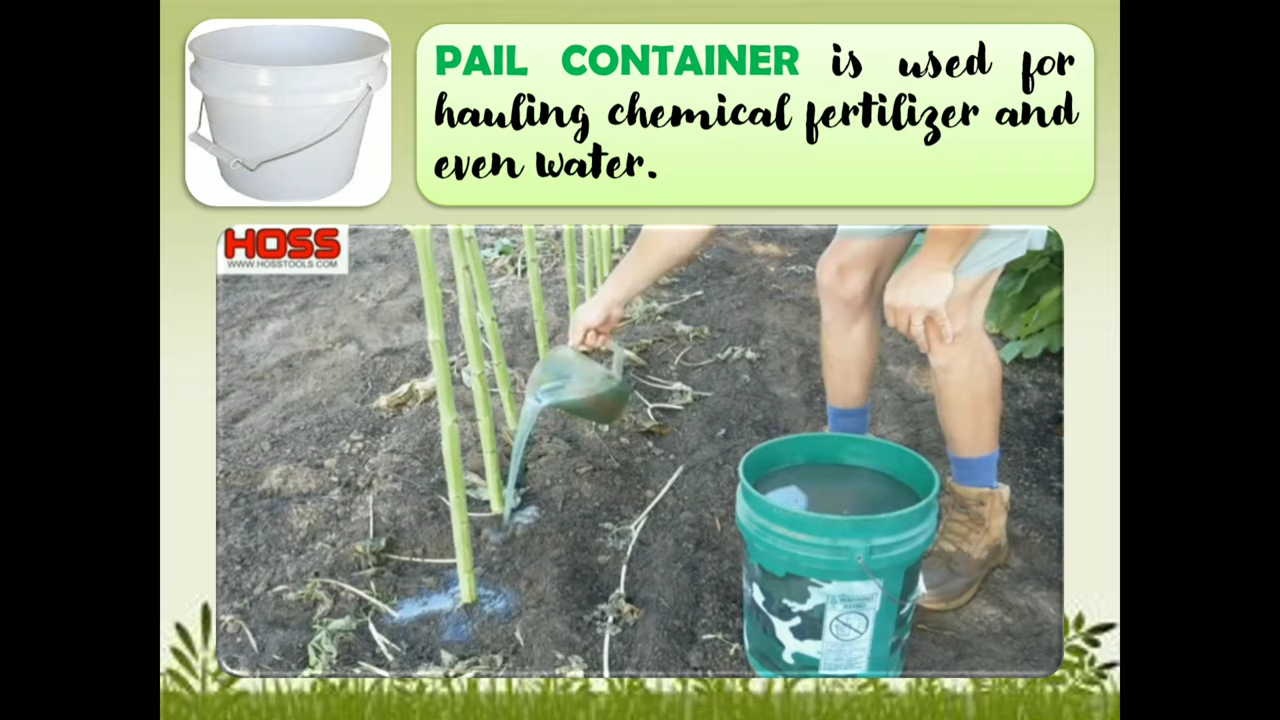 PAIL CONTAINER is used for
hauling chemical fertilizer and
even water.
HOSS
WWW.HOSSTOOLS.COM